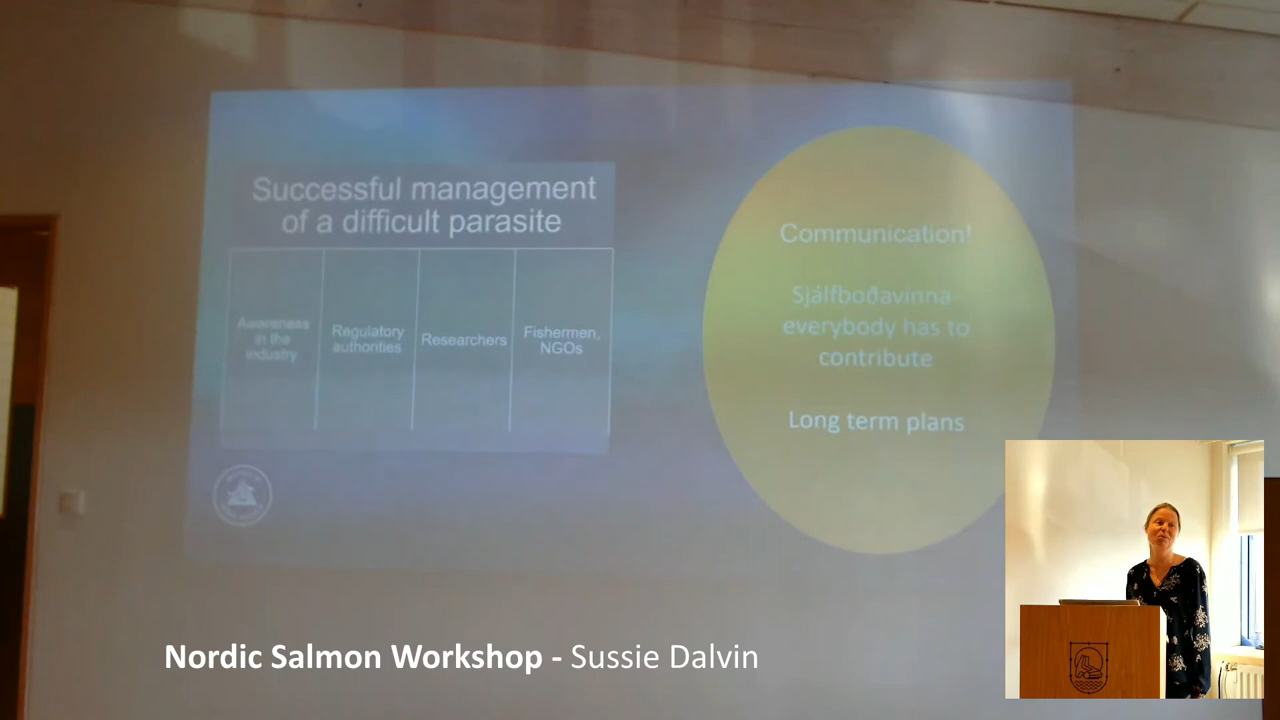 Successful management
of a difficult parasite
Awareness
in the
industry
Regulatory
authorities
Researchers
Fishermen,
NGOs
Communication!
Sjálfboðavinna-
everybody has to
contribute
Long term plans
Nordic Salmon Workshop - Sussie Dalvin